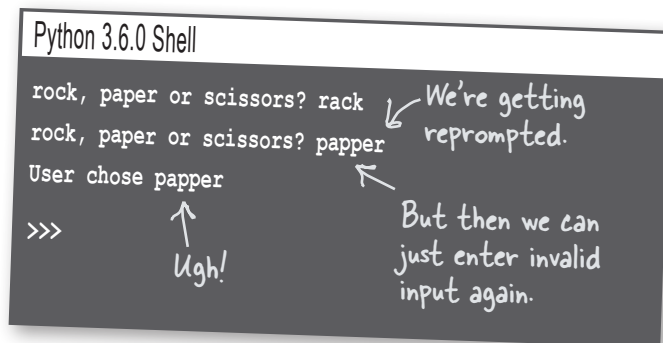 Python 3.6.0 Shell
rock, paper or scissors? rack
We're getting
reprompted.
rock, paper or scissors? papper
User chose papper
But then we can
just enter invalid
input again.
>>>
Ugh!